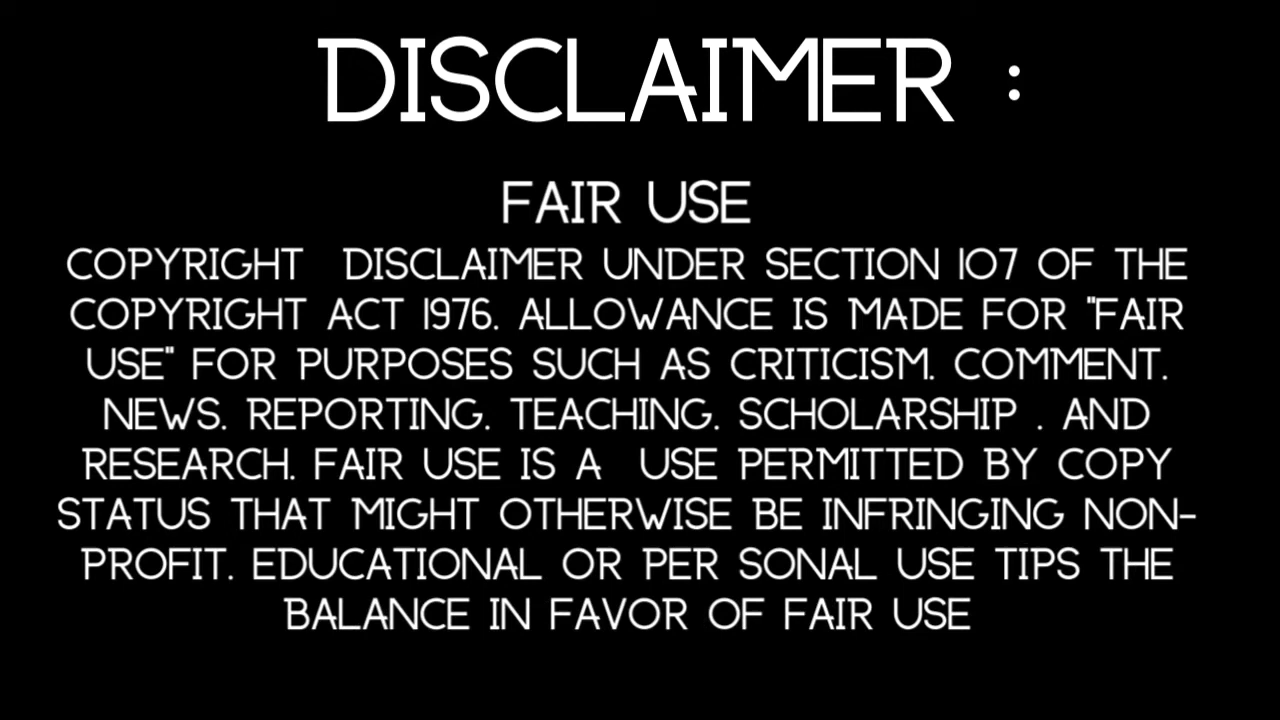 DISCLAIMER :
FAIR USE
COPYRIGHT DISCLAIMER UNDER SECTION 107 OF THE
COPYRIGHT ACT 1976. ALLOWANCE IS MADE FOR "FAIR
USE" FOR PURPOSES SUCH AS CRITICISM. COMMENT.
NEWS. REPORTING. TEACHING. SCHOLARSHIP . AND
RESEARCH. FAIR USE IS A USE PERMITTED BY COPY
STATUS THAT MIGHT OTHERWISE BE INFRINGING NON-
PROFIT. EDUCATIONAL OR PER SONAL USE TIPS THE
BALANCE IN FAVOR OF FAIR USE